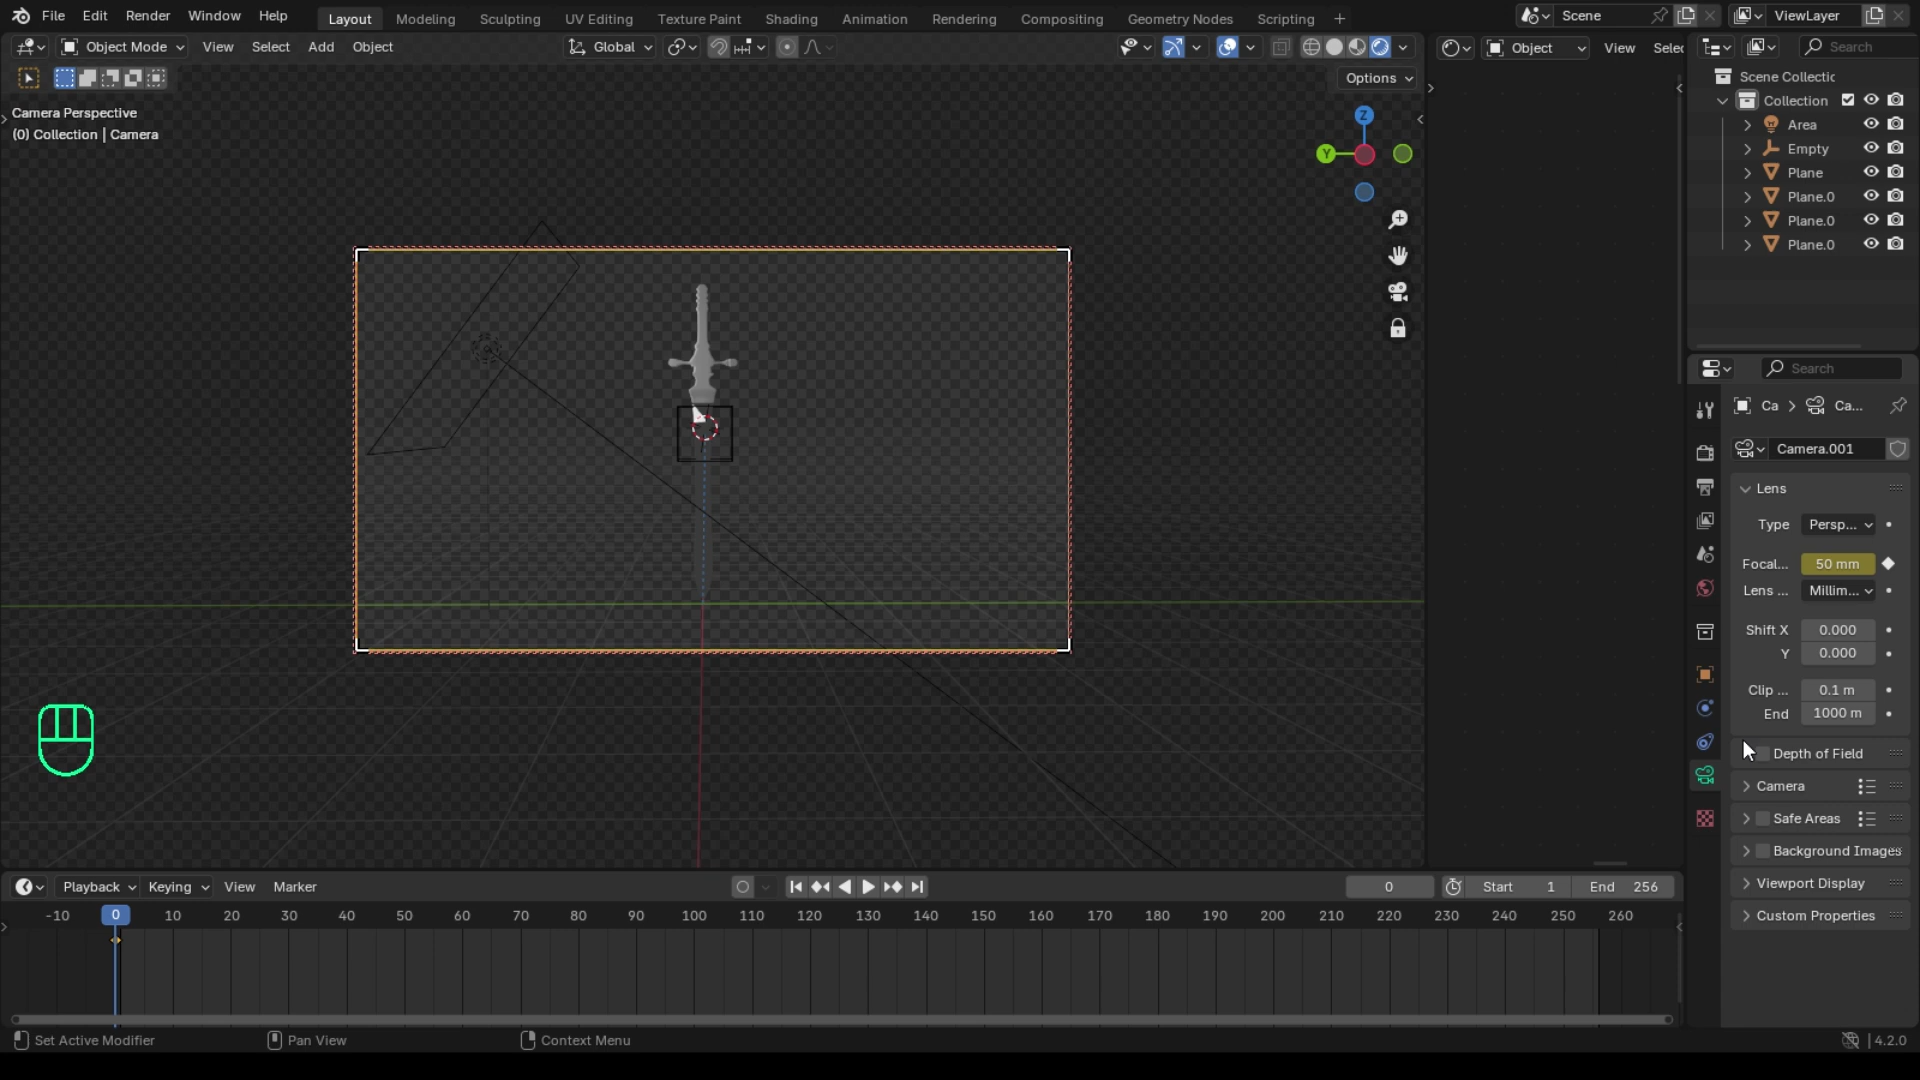 File Edit Render Window Help Layout Modeling Sculpting UV Editing Texture Paint Shading Animation Rendering Compositing Geometry Nodes Scripting + Scene ViewLayer
Object Mode View Select Add Object Global Object View Selec Search
Options
Camera Perspective
(0) Collection | Camera
Z
Y
Scene Collectic
Collection
Area
Empty
Plane
Plane.0
Plane.0
Plane.0
Search
Ca > Ca...
Camera.001
Lens
Type Persp...
Focal... 50 mm
Lens ... Millim...
Shift X 0.000
Y 0.000
Clip ... 0.1 m
End 1000 m
Depth of Field
Camera
Safe Areas
Background Images
Viewport Display
Custom Properties
Playback Keying View Marker 0 Start 1 End 256
-10 0 10 20 30 40 50 60 70 80 90 100 110 120 130 140 150 160 170 180 190 200 210 220 230 240 250 260
Set Active Modifier Pan View Context Menu 4.2.0